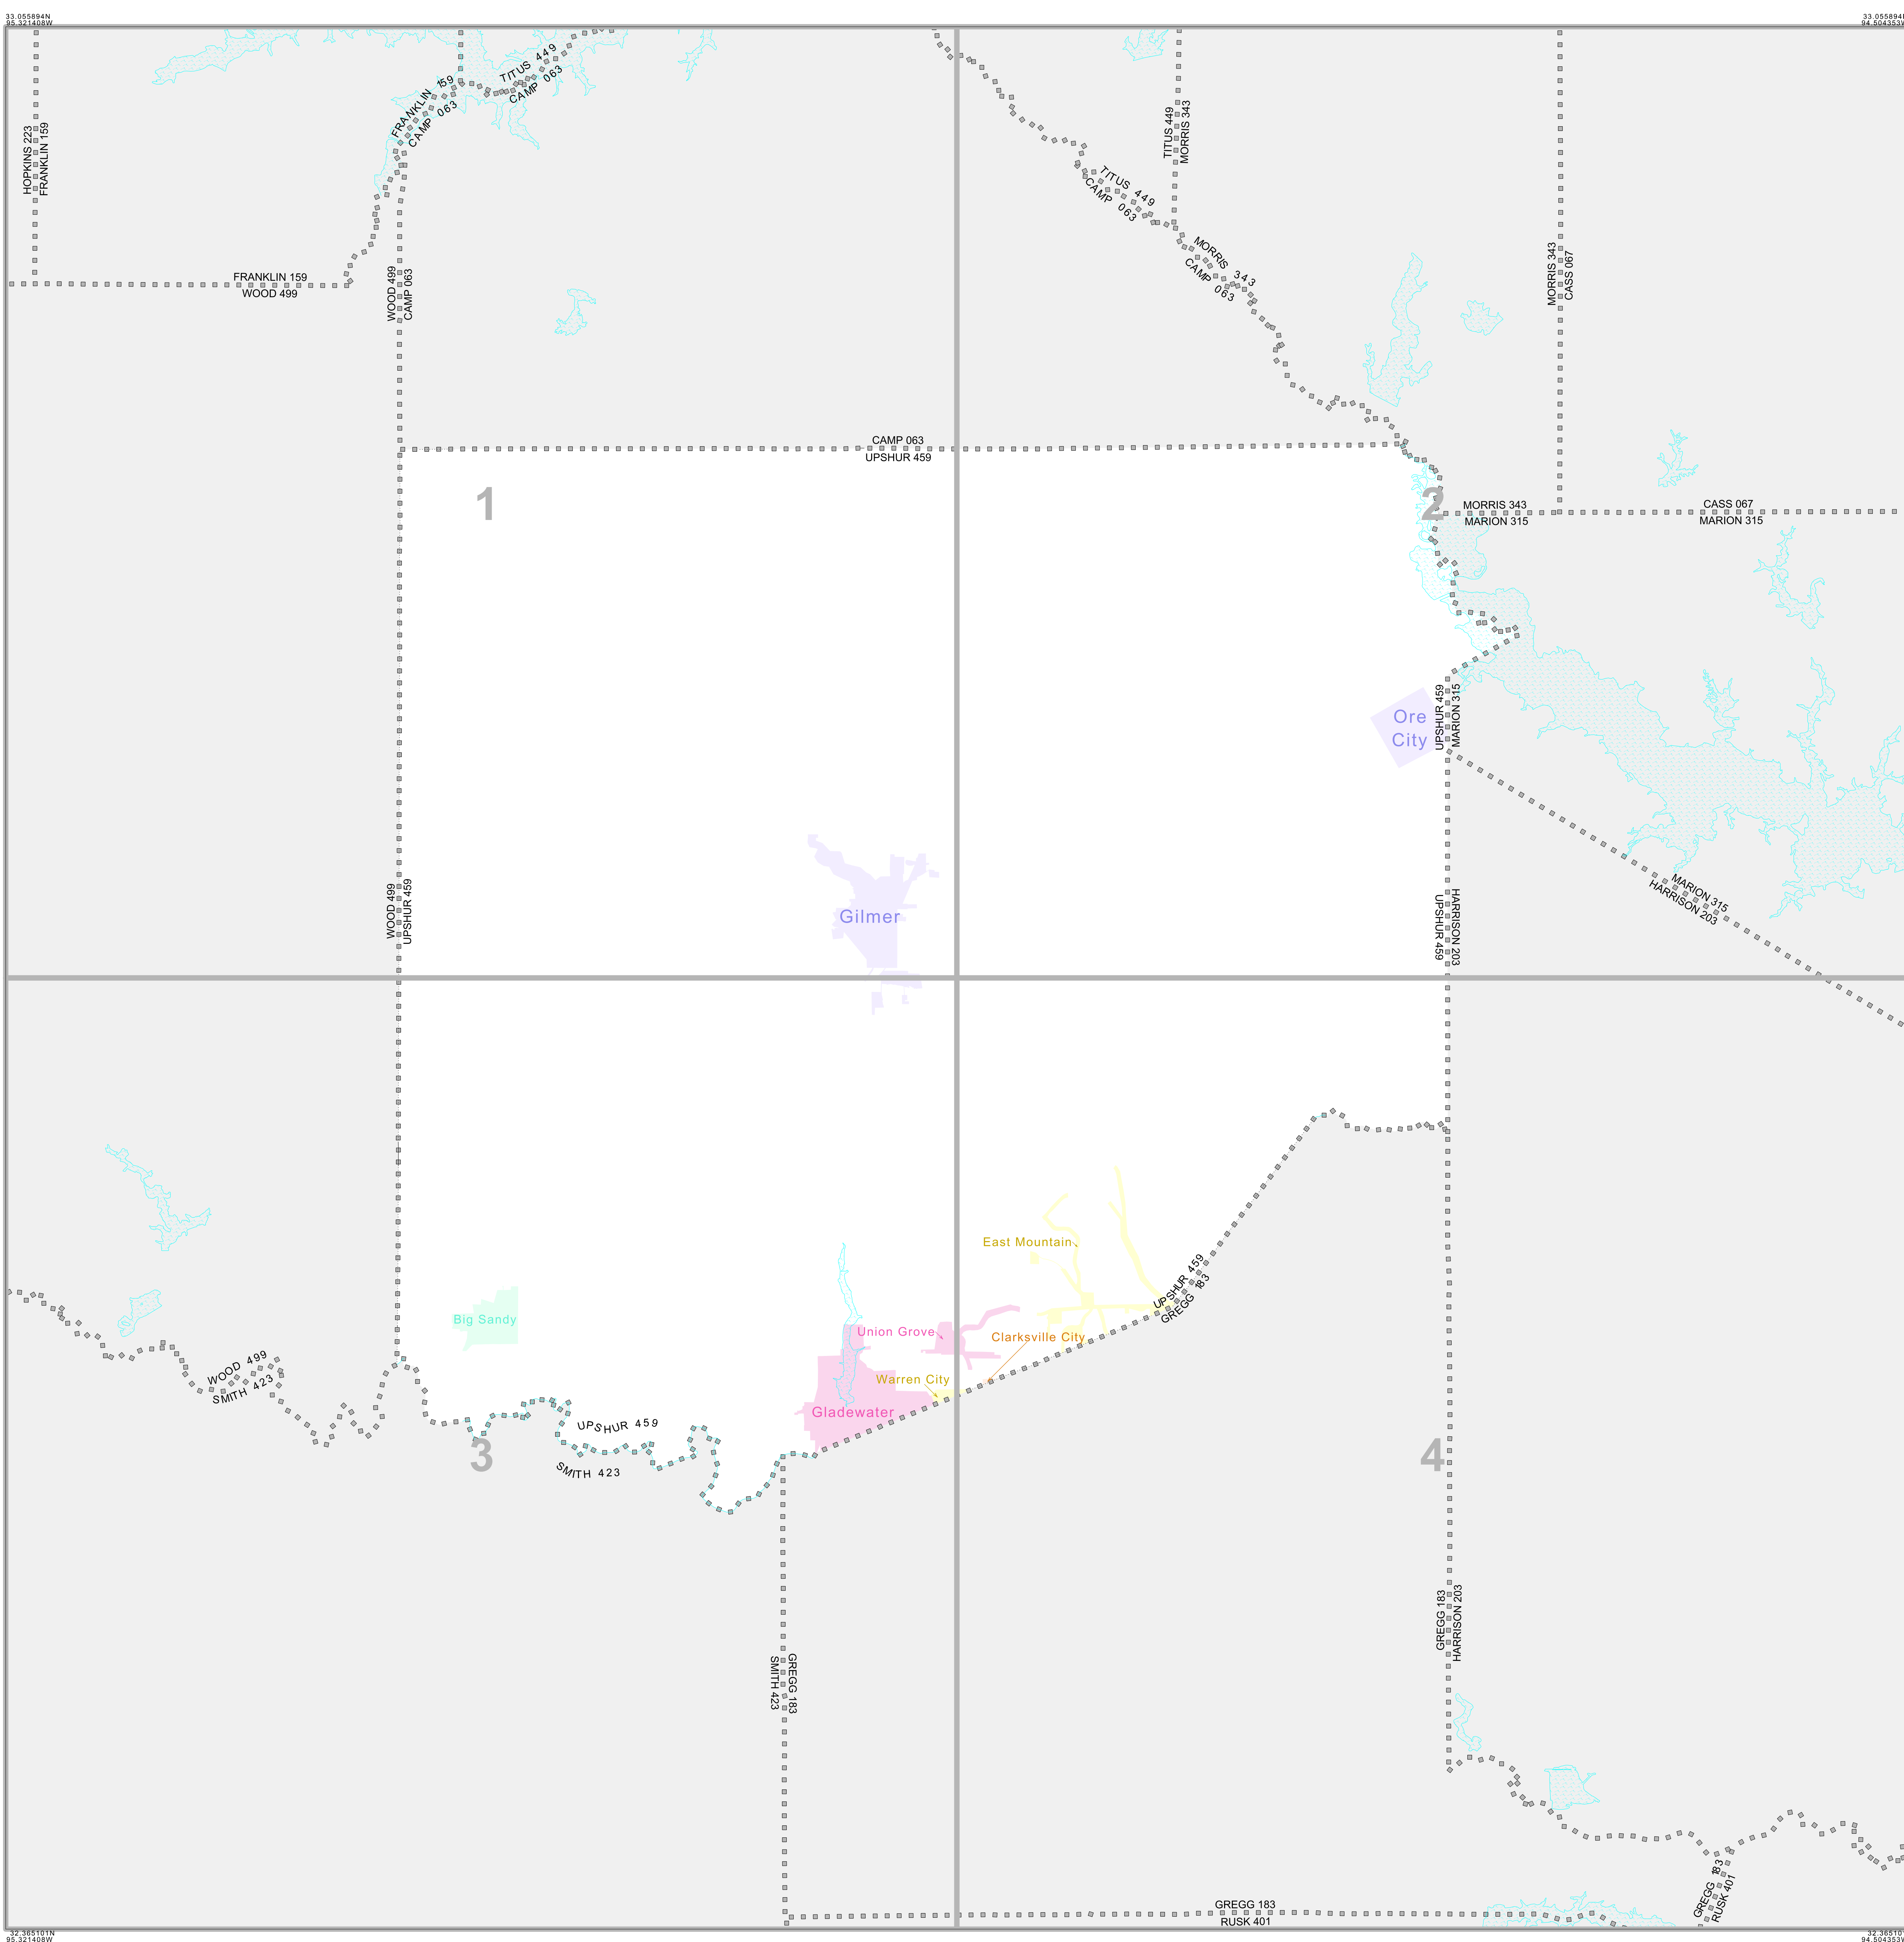 33.055894N
95.321408W
33.055894N
94.504353W
TITUS 449
CAMP 063
FRANKLIN 159
CAMP 063
HOPKINS 223
FRANKLIN 159
TITUS 449
MORRIS 343
TITUS 449
CAMP 063
MORRIS 343
CAMP 063
FRANKLIN 159
WOOD 499
WOOD 499
CAMP 063
MORRIS 343
CASS 067
CAMP 063
UPSHUR 459
1
2
MORRIS 343
MARION 315
CASS 067
MARION 315
Ore
City
UPSHUR 459
MARION 315
Gilmer
WOOD 499
UPSHUR 459
UPSHUR 459
HARRISON 203
MARION 315
HARRISON 203
East Mountain
UPSHUR 459
GREGG 183
Big Sandy
Union Grove
Clarksville City
Warren City
Gladewater
WOOD 499
SMITH 423
UPSHUR 459
SMITH 423
3
4
GREGG 183
HARRISON 203
SMITH 423
GREGG 183
GREGG 183
RUSK 401
GREGG 183
RUSK 401
32.365101N
95.321408W
32.365101N
94.504353W